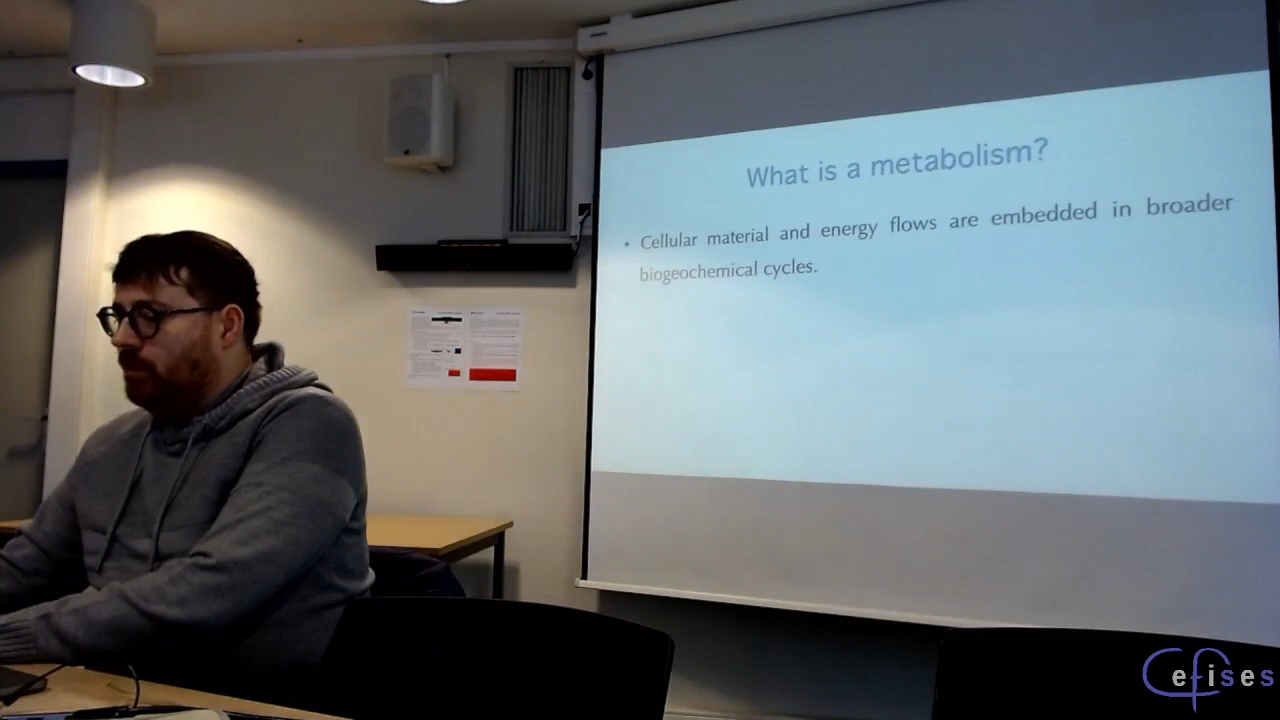 What is a metabolism?
• Cellular material and energy flows are embedded in broader
biogeochemical cycles.
Cefises